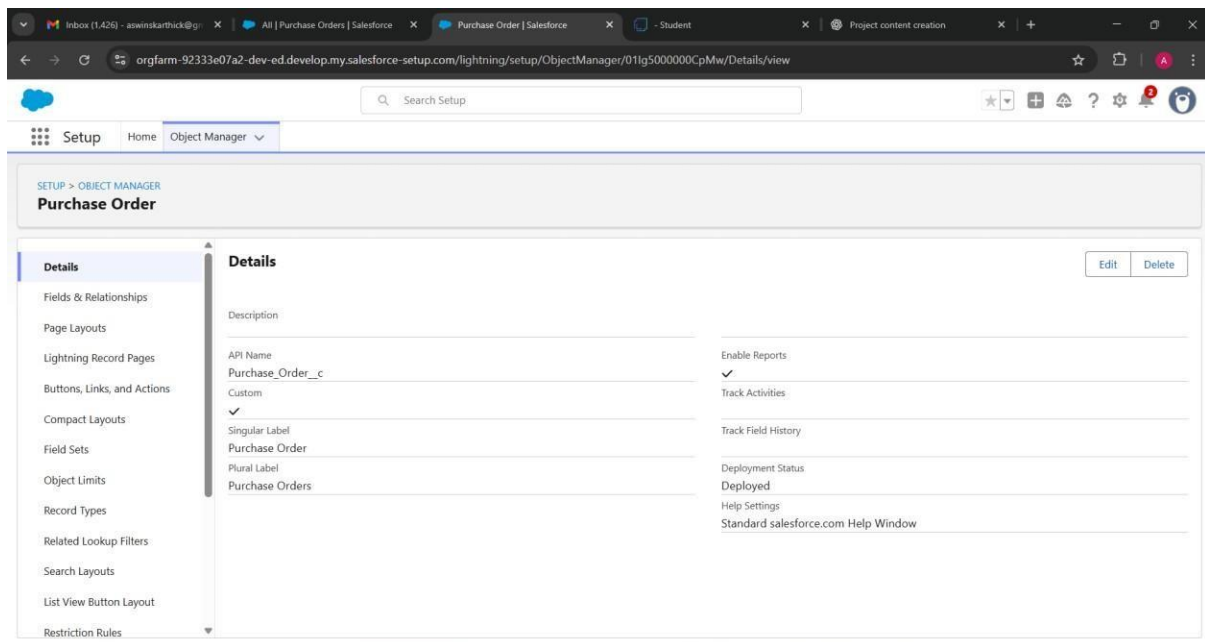 Inbox (1,426) - aswinskarthick@gn
All | Purchase Orders | Salesforce
Purchase Order | Salesforce
- Student
Project content creation
orgfarm-92333e07a2-dev-ed.develop.my.salesforce-setup.com/lightning/setup/ObjectManager/01Ig5000000CpMw/Details/view
A
Search Setup
2
Setup
Home
Object Manager
SETUP > OBJECT MANAGER
Purchase Order
Details
Fields & Relationships
Page Layouts
Lightning Record Pages
Buttons, Links, and Actions
Compact Layouts
Field Sets
Object Limits
Record Types
Related Lookup Filters
Search Layouts
List View Button Layout
Restriction Rules
Details
Edit
Delete
Description
API Name
Purchase_Order__c
Custom
Singular Label
Purchase Order
Plural Label
Purchase Orders
Enable Reports
Track Activities
Track Field History
Deployment Status
Deployed
Help Settings
Standard salesforce.com Help Window